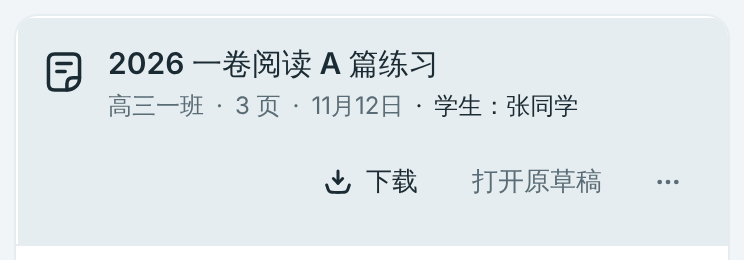 2026 一卷阅读 A 篇练习
高三一班 · 3 页 · 11月12日 · 学生：张同学
下载 打开原草稿 ···